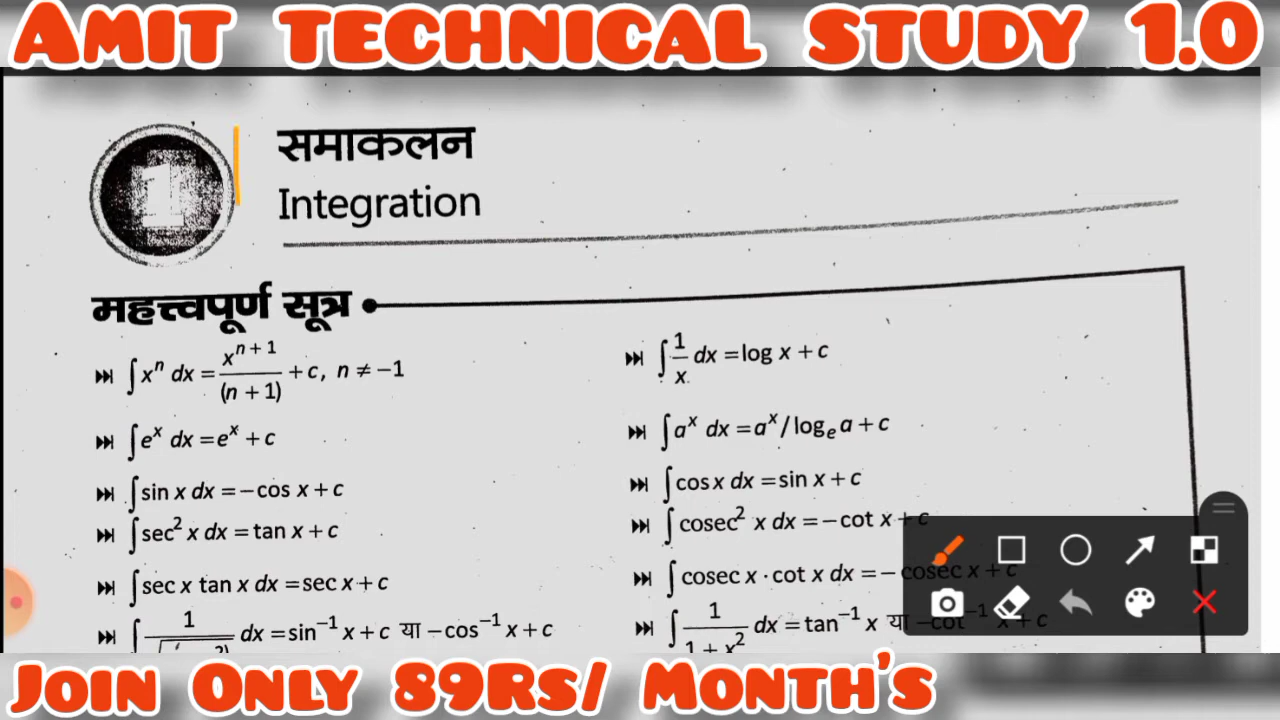 AMIT TECHNICAL STUDY 1.0
1
समाकलन
Integration
महत्त्वपूर्ण सूत्र
∫xⁿ dx = xⁿ⁺¹/(n + 1) + c, n ≠ −1
∫1/x dx = log x + c
∫eˣ dx = eˣ + c
∫aˣ dx = aˣ/logₑ a + c
∫sin x dx = −cos x + c
∫cos x dx = sin x + c
∫sec² x dx = tan x + c
∫cosec² x dx = −cot x + c
∫sec x tan x dx = sec x + c
∫cosec x · cot x dx = −cosec x + c
dx = sin⁻¹ x + c या −cos⁻¹ x + c
∫1/(1 + x²) dx = tan⁻¹ x या −cot⁻¹ x + c
JOIN ONLY 89RS/ MONTH'S